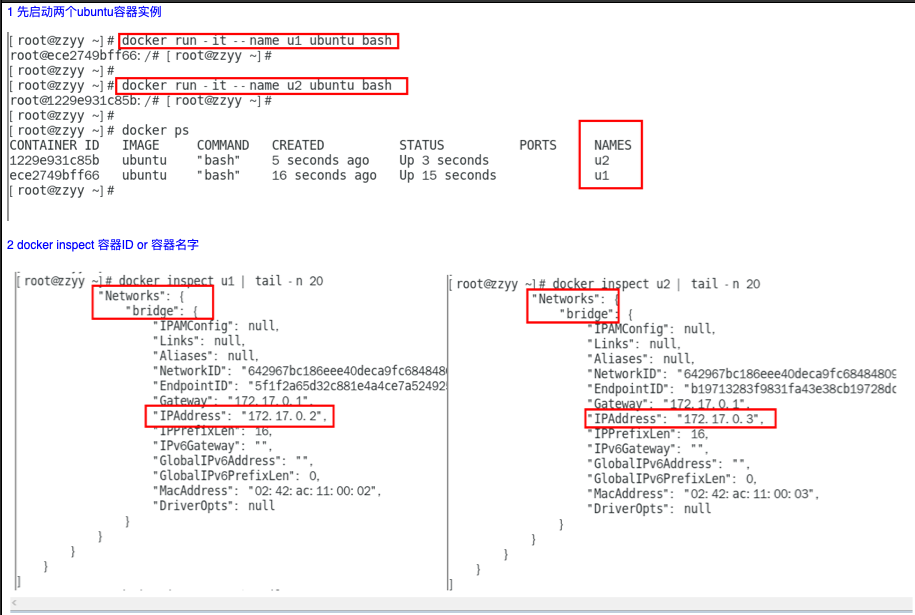 1 先启动两个ubuntu容器实例
[root@zzyy ~]# docker run -it --name u1 ubuntu bash
root@ece2749bff66:/# [root@zzyy ~]#
[root@zzyy ~]#
[root@zzyy ~]# docker run -it --name u2 ubuntu bash
root@1229e931c85b:/# [root@zzyy ~]#
[root@zzyy ~]#
[root@zzyy ~]# docker ps
CONTAINER ID IMAGE COMMAND CREATED STATUS PORTS NAMES
1229e931c85b ubuntu "bash" 5 seconds ago Up 3 seconds u2
ece2749bff66 ubuntu "bash" 16 seconds ago Up 15 seconds u1
[root@zzyy ~]#
2 docker inspect 容器ID or 容器名字
[root@zzyy ~]# docker inspect u1 | tail -n 20
"Networks": {
"bridge": {
"IPAMConfig": null,
"Links": null,
"Aliases": null,
"NetworkID": "642967bc186eee40deca9fc6848480
"EndpointID": "5f1f2a65d32c881e4a4ce7a524925
"Gateway": "172.17.0.1",
"IPAddress": "172.17.0.2",
"IPPrefixLen": 16,
"IPv6Gateway": "",
"GlobalIPv6Address": "",
"GlobalIPv6PrefixLen": 0,
"MacAddress": "02:42:ac:11:00:02",
"DriverOpts": null
}
}
}
}
]
[root@zzyy ~]# docker inspect u2 | tail -n 20
"Networks": {
"bridge": {
"IPAMConfig": null,
"Links": null,
"Aliases": null,
"NetworkID": "642967bc186eee40deca9fc68484809
"EndpointID": "b19713283f9831fa43e38cb19728dc
"Gateway": "172.17.0.1",
"IPAddress": "172.17.0.3",
"IPPrefixLen": 16,
"IPv6Gateway": "",
"GlobalIPv6Address": "",
"GlobalIPv6PrefixLen": 0,
"MacAddress": "02:42:ac:11:00:03",
"DriverOpts": null
}
}
}
}
]